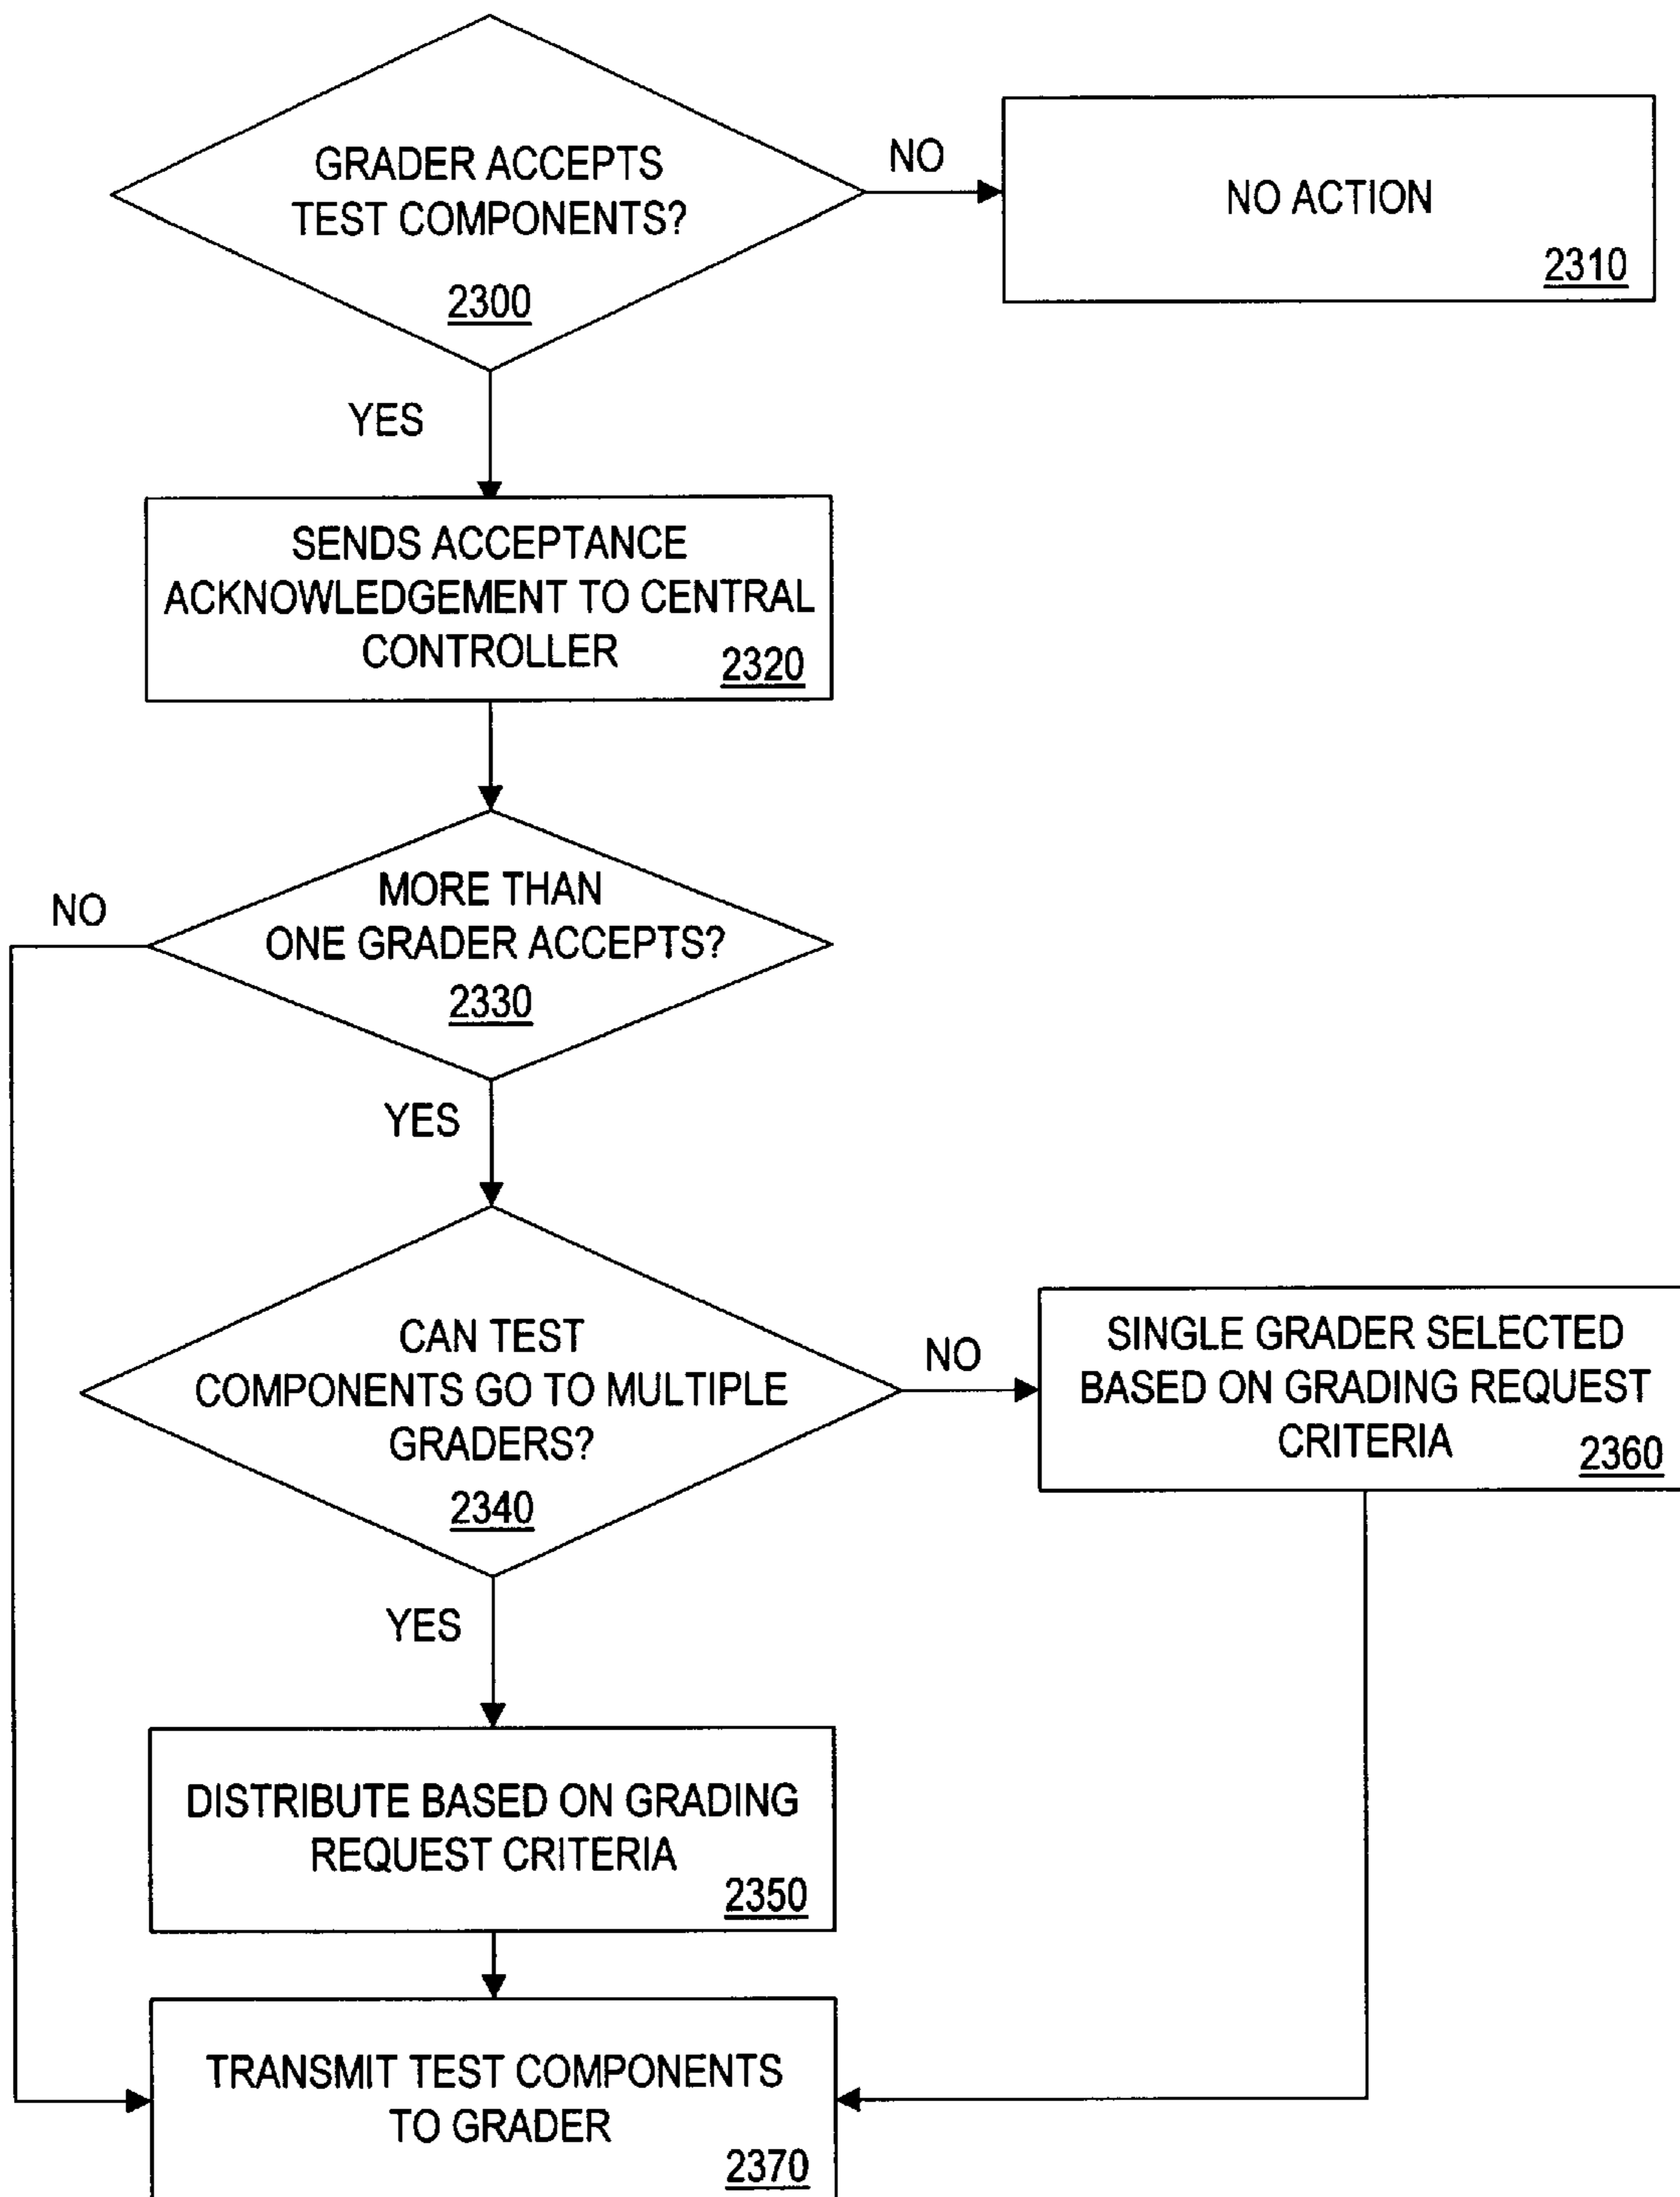 GRADER ACCEPTS
TEST COMPONENTS?
2300
NO
NO ACTION
2310
YES
SENDS ACCEPTANCE
ACKNOWLEDGEMENT TO CENTRAL
CONTROLLER
2320
MORE THAN
ONE GRADER ACCEPTS?
2330
NO
YES
CAN TEST
COMPONENTS GO TO MULTIPLE
GRADERS?
2340
NO
SINGLE GRADER SELECTED
BASED ON GRADING REQUEST
CRITERIA
2360
YES
DISTRIBUTE BASED ON GRADING
REQUEST CRITERIA
2350
TRANSMIT TEST COMPONENTS
TO GRADER
2370